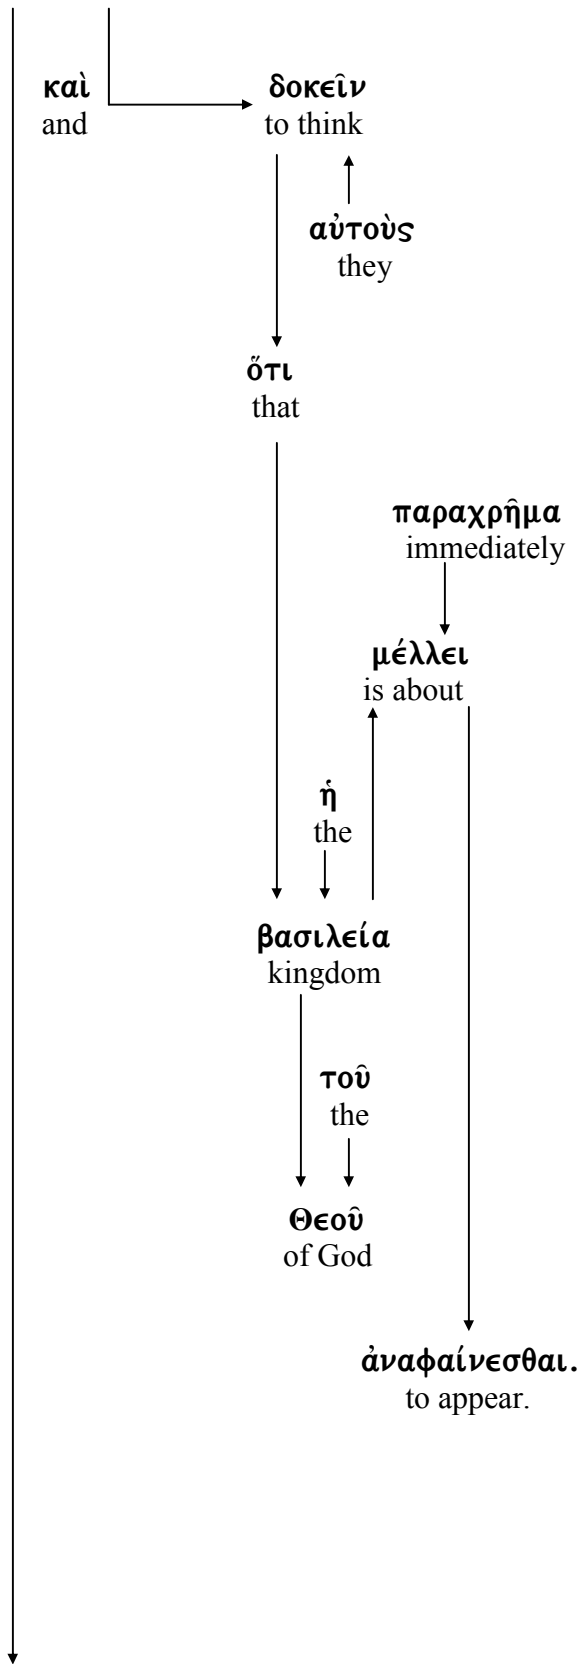 καὶ δοκεῖν
and to think
αὐτοὺς
they
ὅτι
that
παραχρῆμα
immediately
μέλλει
is about
ἡ
the
βασιλεία
kingdom
τοῦ
the
Θεοῦ
of God
ἀναφαίνεσθαι.
to appear.